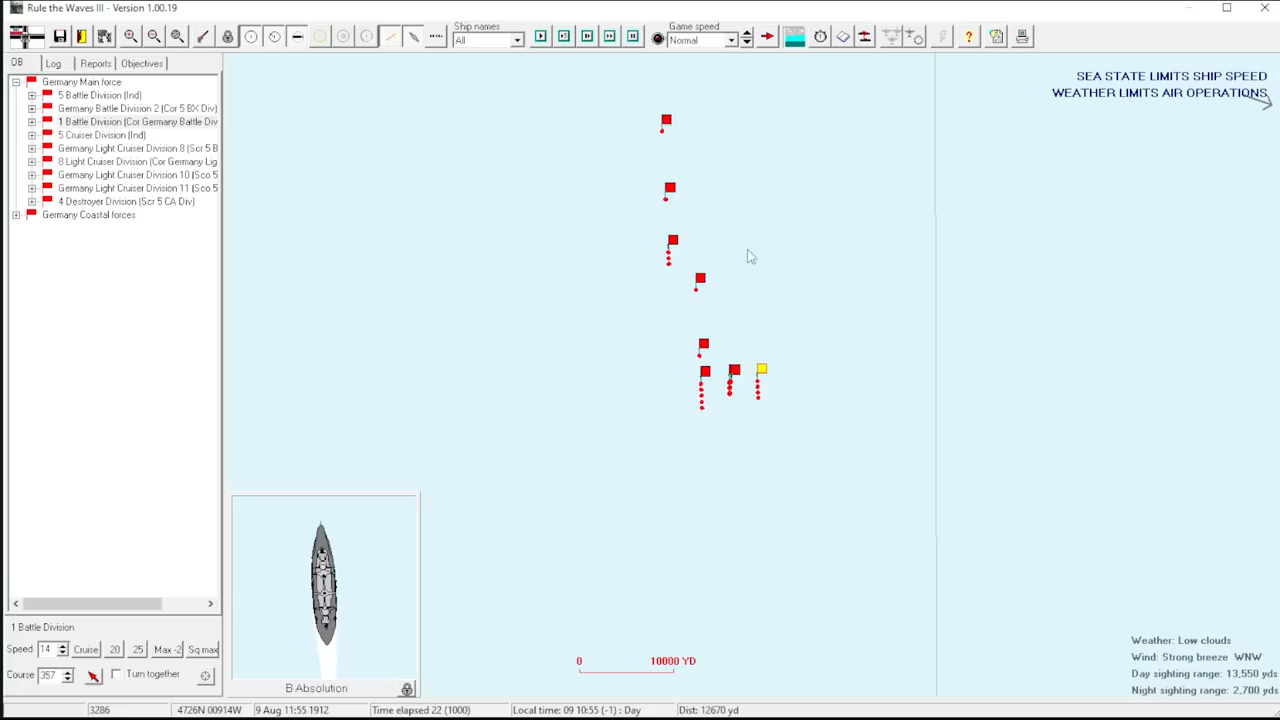 Rule the Waves III - Version 1.00.19
Ship names
All
Game speed
Normal
OB
Log
Reports
Objectives
SEA STATE LIMITS SHIP SPEED
WEATHER LIMITS AIR OPERATIONS
Germany Main force
5 Battle Division (Ind)
Germany Battle Division 2 (Cor 5 BX Div)
1 Battle Division (Cor Germany Battle Div
5 Cruiser Division (Ind)
Germany Light Cruiser Division 8 (Scr 5 B
8 Light Cruiser Division (Cor Germany Lig
Germany Light Cruiser Division 10 (Sco 5
Germany Light Cruiser Division 11 (Sco 5
4 Destroyer Division (Scr 5 CA Div)
Germany Coastal forces
1 Battle Division
Speed 14 Cruise 20 25 Max -2 Sq max
Course 357 Turn together
B Absolution
0 10000 YD
Weather: Low clouds
Wind: Strong breeze WNW
Day sighting range: 13,550 yds
Night sighting range: 2,700 yds
3286 4726N 00914W 9 Aug 11:55 1912 Time elapsed 22 (1000) Local time: 09 10:55 (-1) : Day Dist: 12670 yd